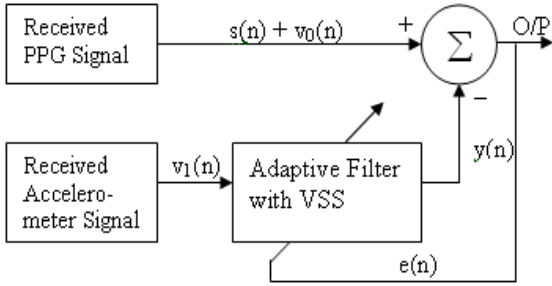 Received
PPG Signal
s(n) + v₀(n)
+
Σ
O/P
−
y(n)
Received
Accelero-
meter Signal
v₁(n)
Adaptive Filter
with VSS
e(n)